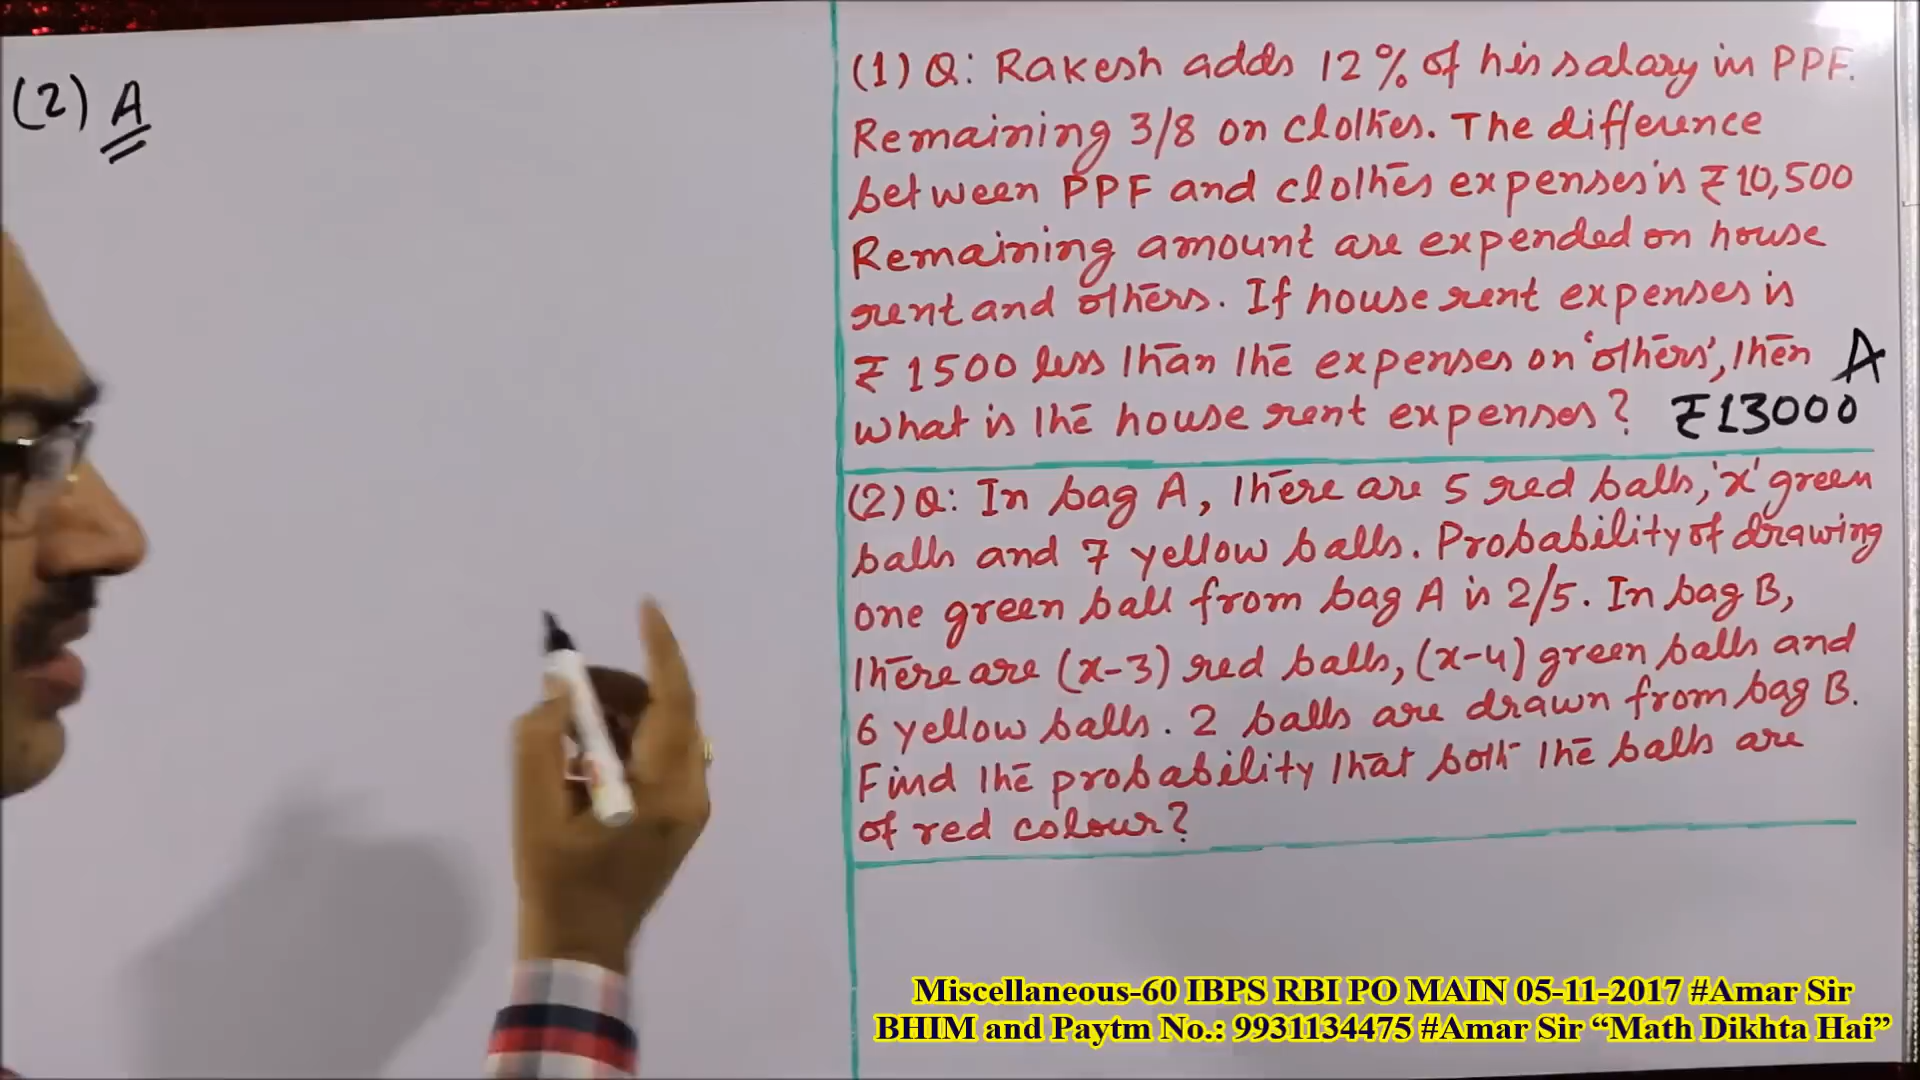 (2) A
(1) Q: Rakesh adds 12% of his salary in PPF.
Remaining 3/8 on clothes. The difference
between PPF and clothes expenses is ₹10,500
Remaining amount are expended on house
rent and others. If house rent expenses is
₹ 1500 less than the expenses on 'others', then A
what is the house rent expenses? ₹13000
(2) Q: In bag A, there are 5 red balls, 'x' green
balls and 7 yellow balls. Probability of drawing
one green ball from bag A is 2/5. In bag B,
there are (x-3) red balls, (x-4) green balls and
6 yellow balls. 2 balls are drawn from bag B.
Find the probability that both the balls are
of red colour?
Miscellaneous-60 IBPS RBI PO MAIN 05-11-2017 #Amar Sir
BHIM and Paytm No.: 9931134475 #Amar Sir “Math Dikhta Hai”